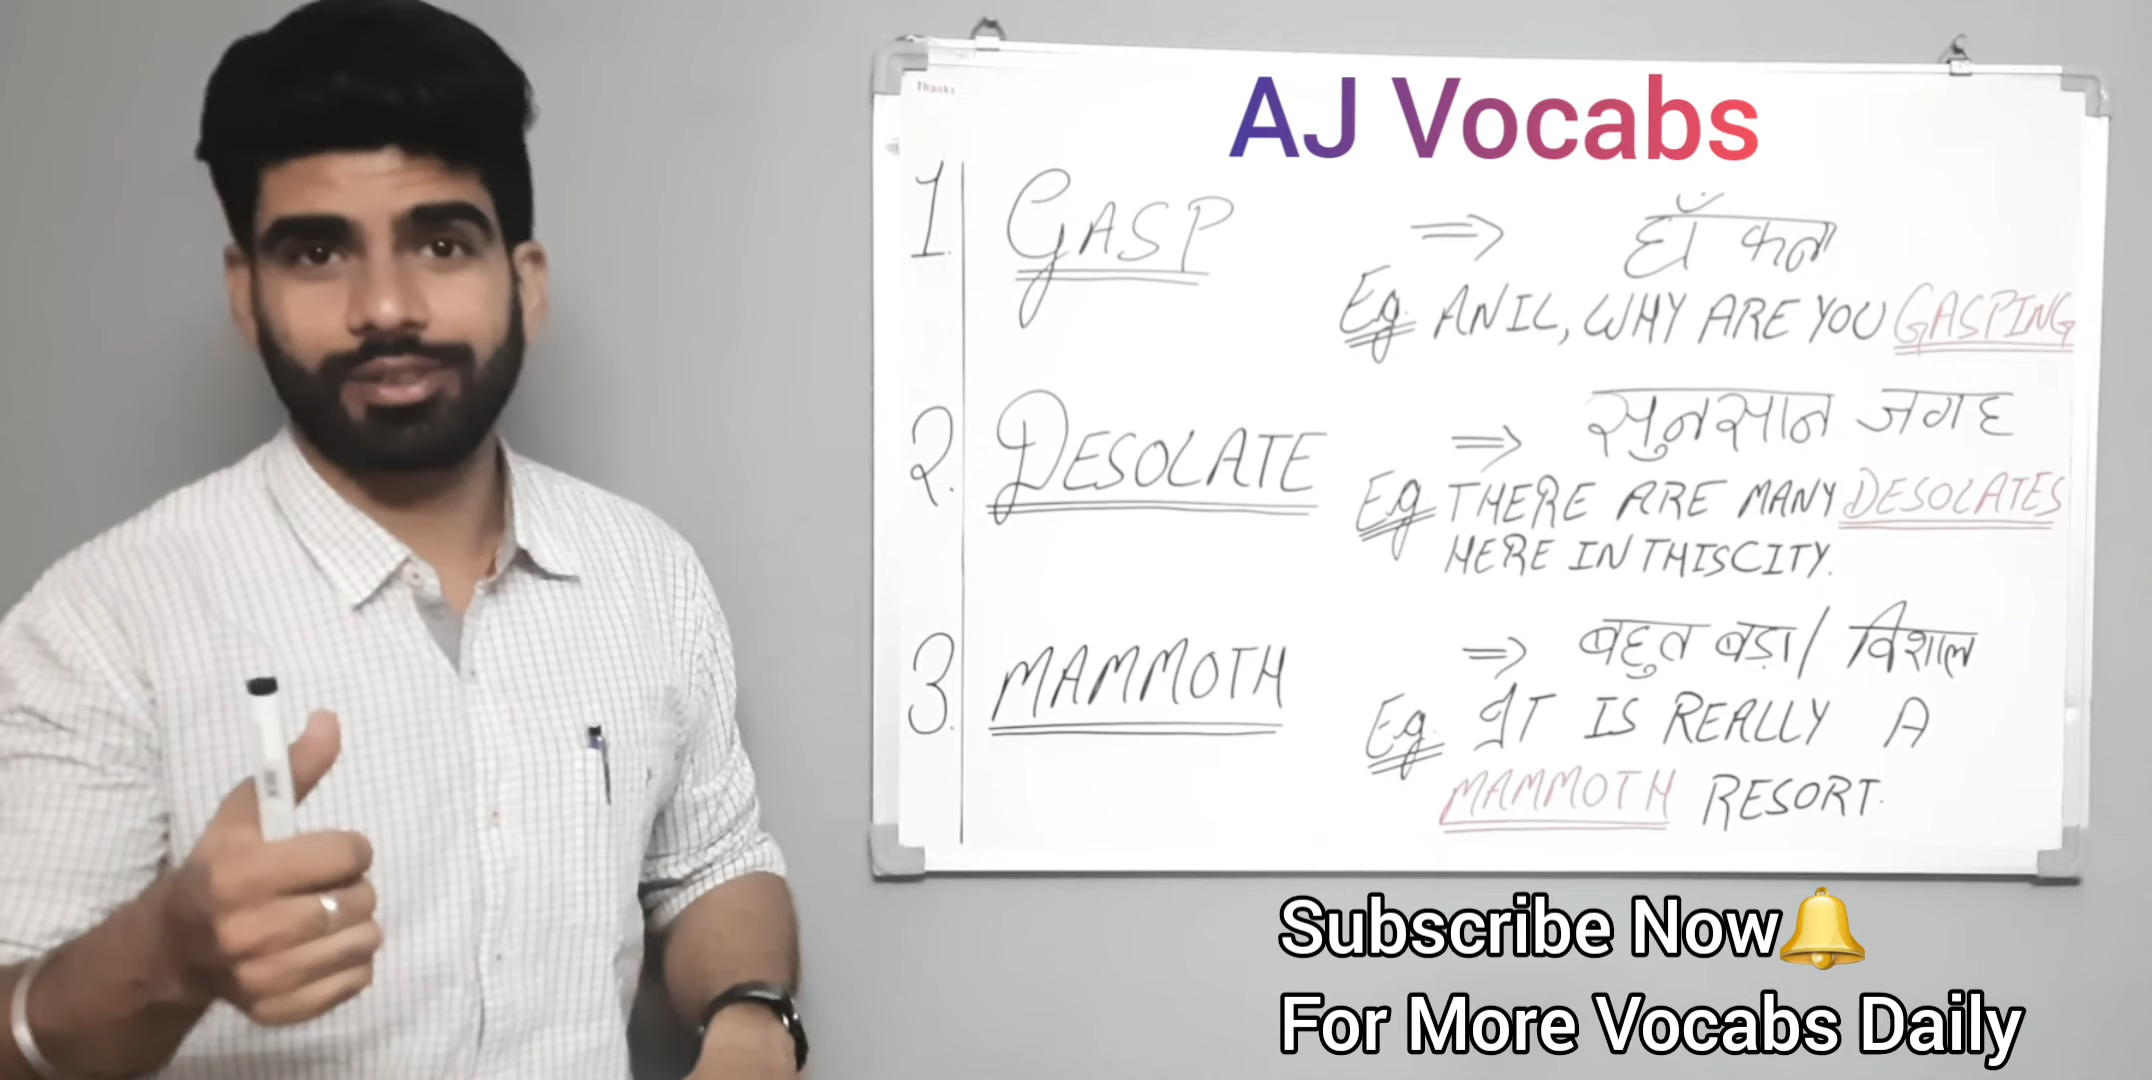 Thanks
AJ Vocabs
1. GASP ⇒
Eg. ANIL, WHY ARE YOU GASPING
2. DESOLATE ⇒ सुनसान जगह
Eg THERE ARE MANY DESOLATES
HERE IN THIS CITY.
3. MAMMOTH ⇒ बहुत बड़ा/ विशाल
Eg. IT IS REALLY A
MAMMOTH RESORT.
Subscribe Now🔔
For More Vocabs Daily